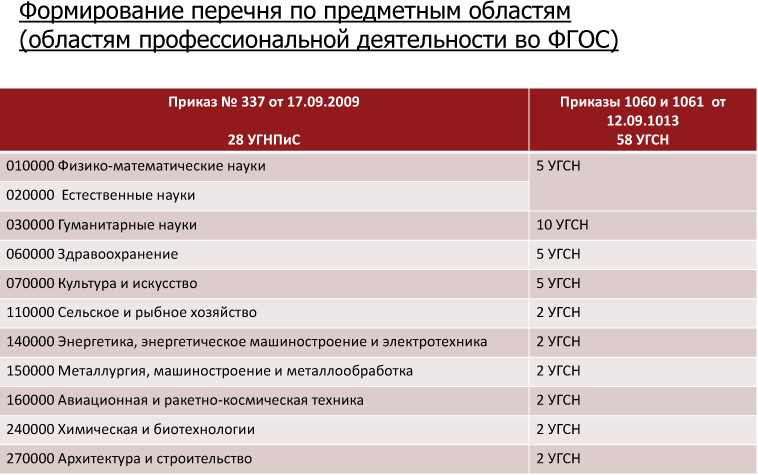 Формирование перечня по предметным областям
(областям профессиональной деятельности во ФГОС)
Приказ № 337 от 17.09.2009
28 УГНПиС
Приказы 1060 и 1061 от
12.09.1013
58 УГСН
010000 Физико-математические науки
5 УГСН
020000 Естественные науки
030000 Гуманитарные науки
10 УГСН
060000 Здравоохранение
5 УГСН
070000 Культура и искусство
5 УГСН
110000 Сельское и рыбное хозяйство
2 УГСН
140000 Энергетика, энергетическое машиностроение и электротехника
2 УГСН
150000 Металлургия, машиностроение и металлообработка
2 УГСН
160000 Авиационная и ракетно-космическая техника
2 УГСН
240000 Химическая и биотехнологии
2 УГСН
270000 Архитектура и строительство
2 УГСН